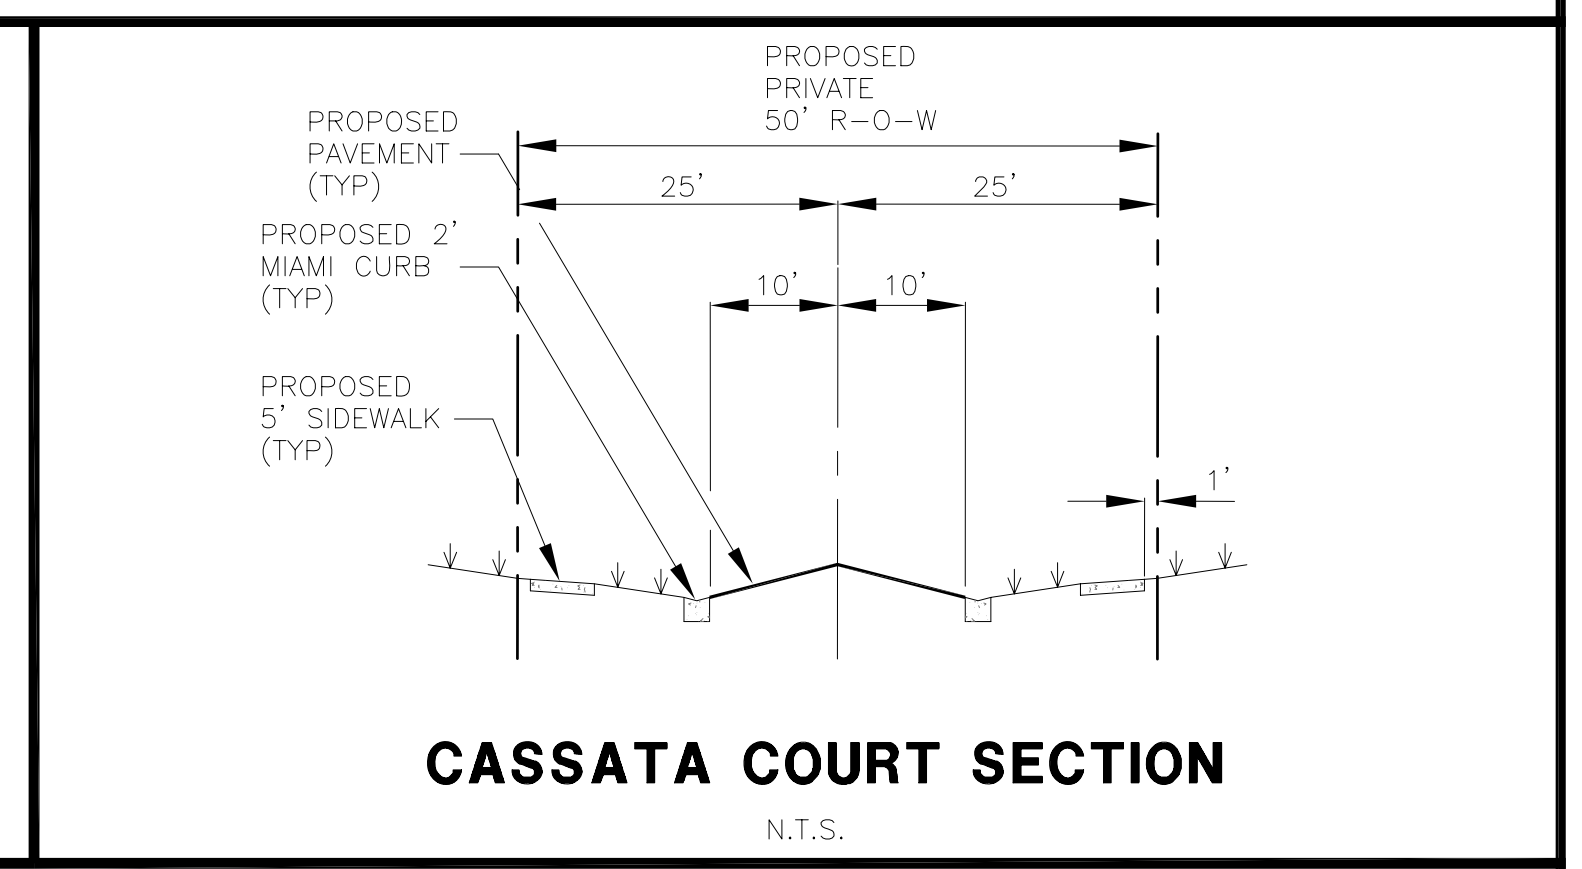 PROPOSED
PRIVATE
50' R-O-W
PROPOSED
PAVEMENT
(TYP)
25'
25'
PROPOSED 2'
MIAMI CURB
(TYP)
10'
10'
PROPOSED
5' SIDEWALK
(TYP)
1'
CASSATA COURT SECTION
N.T.S.